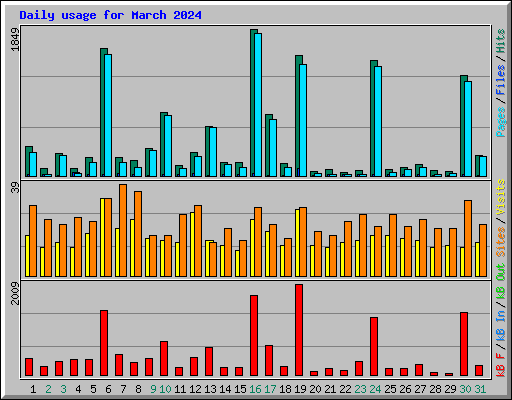 Daily usage for March 2024
1849
Pages / Files / Hits
39
Sites / Visits
2009
kB F / kB In / kB Out
1 2 3 4 5 6 7 8 9 10 11 12 13 14 15 16 17 18 19 20 21 22 23 24 25 26 27 28 29 30 31